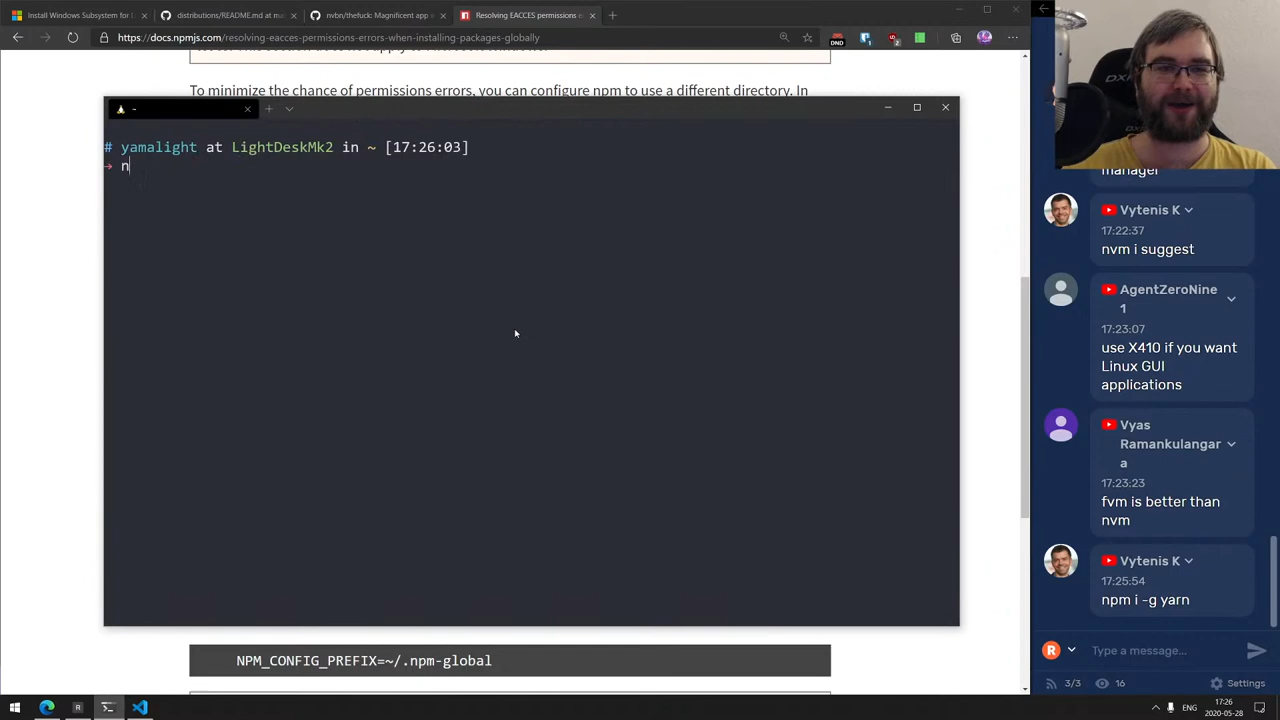 Install Windows Subsystem for L
distributions/README.md at ma
nvbn/thefuck: Magnificent app w
Resolving EACCES permissions e
https://docs.npmjs.com/resolving-eacces-permissions-errors-when-installing-packages-globally
To minimize the chance of permissions errors, you can configure npm to use a different directory. In
~
# yamalight at LightDeskMk2 in ~ [17:26:03]
→ n
NPM_CONFIG_PREFIX=~/.npm-global
DXR
manager
Vytenis K
17:22:37
nvm i suggest
AgentZeroNine
1
17:23:07
use X410 if you want
Linux GUI
applications
Vyas
Ramankulangar
a
17:23:23
fvm is better than
nvm
Vytenis K
17:25:54
npm i -g yarn
R
Type a message...
3/3
16
Settings
ENG
17:26
2020-05-28